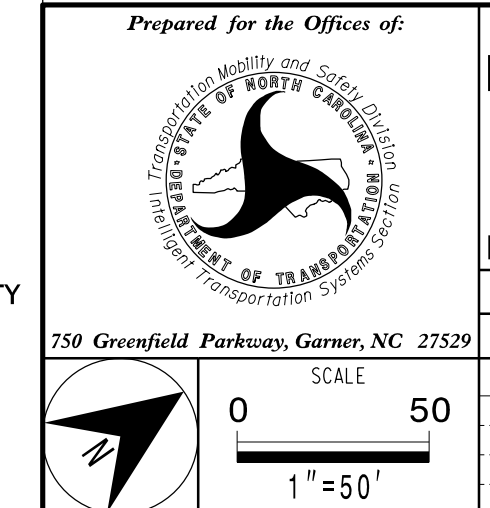 Prepared for the Offices of:
Transportation Mobility and Safety Division
STATE OF NORTH CAROLINA
DEPARTMENT OF TRANSPORTATION
Intelligent Transportation Systems Section
TY
750 Greenfield Parkway, Garner, NC 27529
N
SCALE
0 50
1"=50'